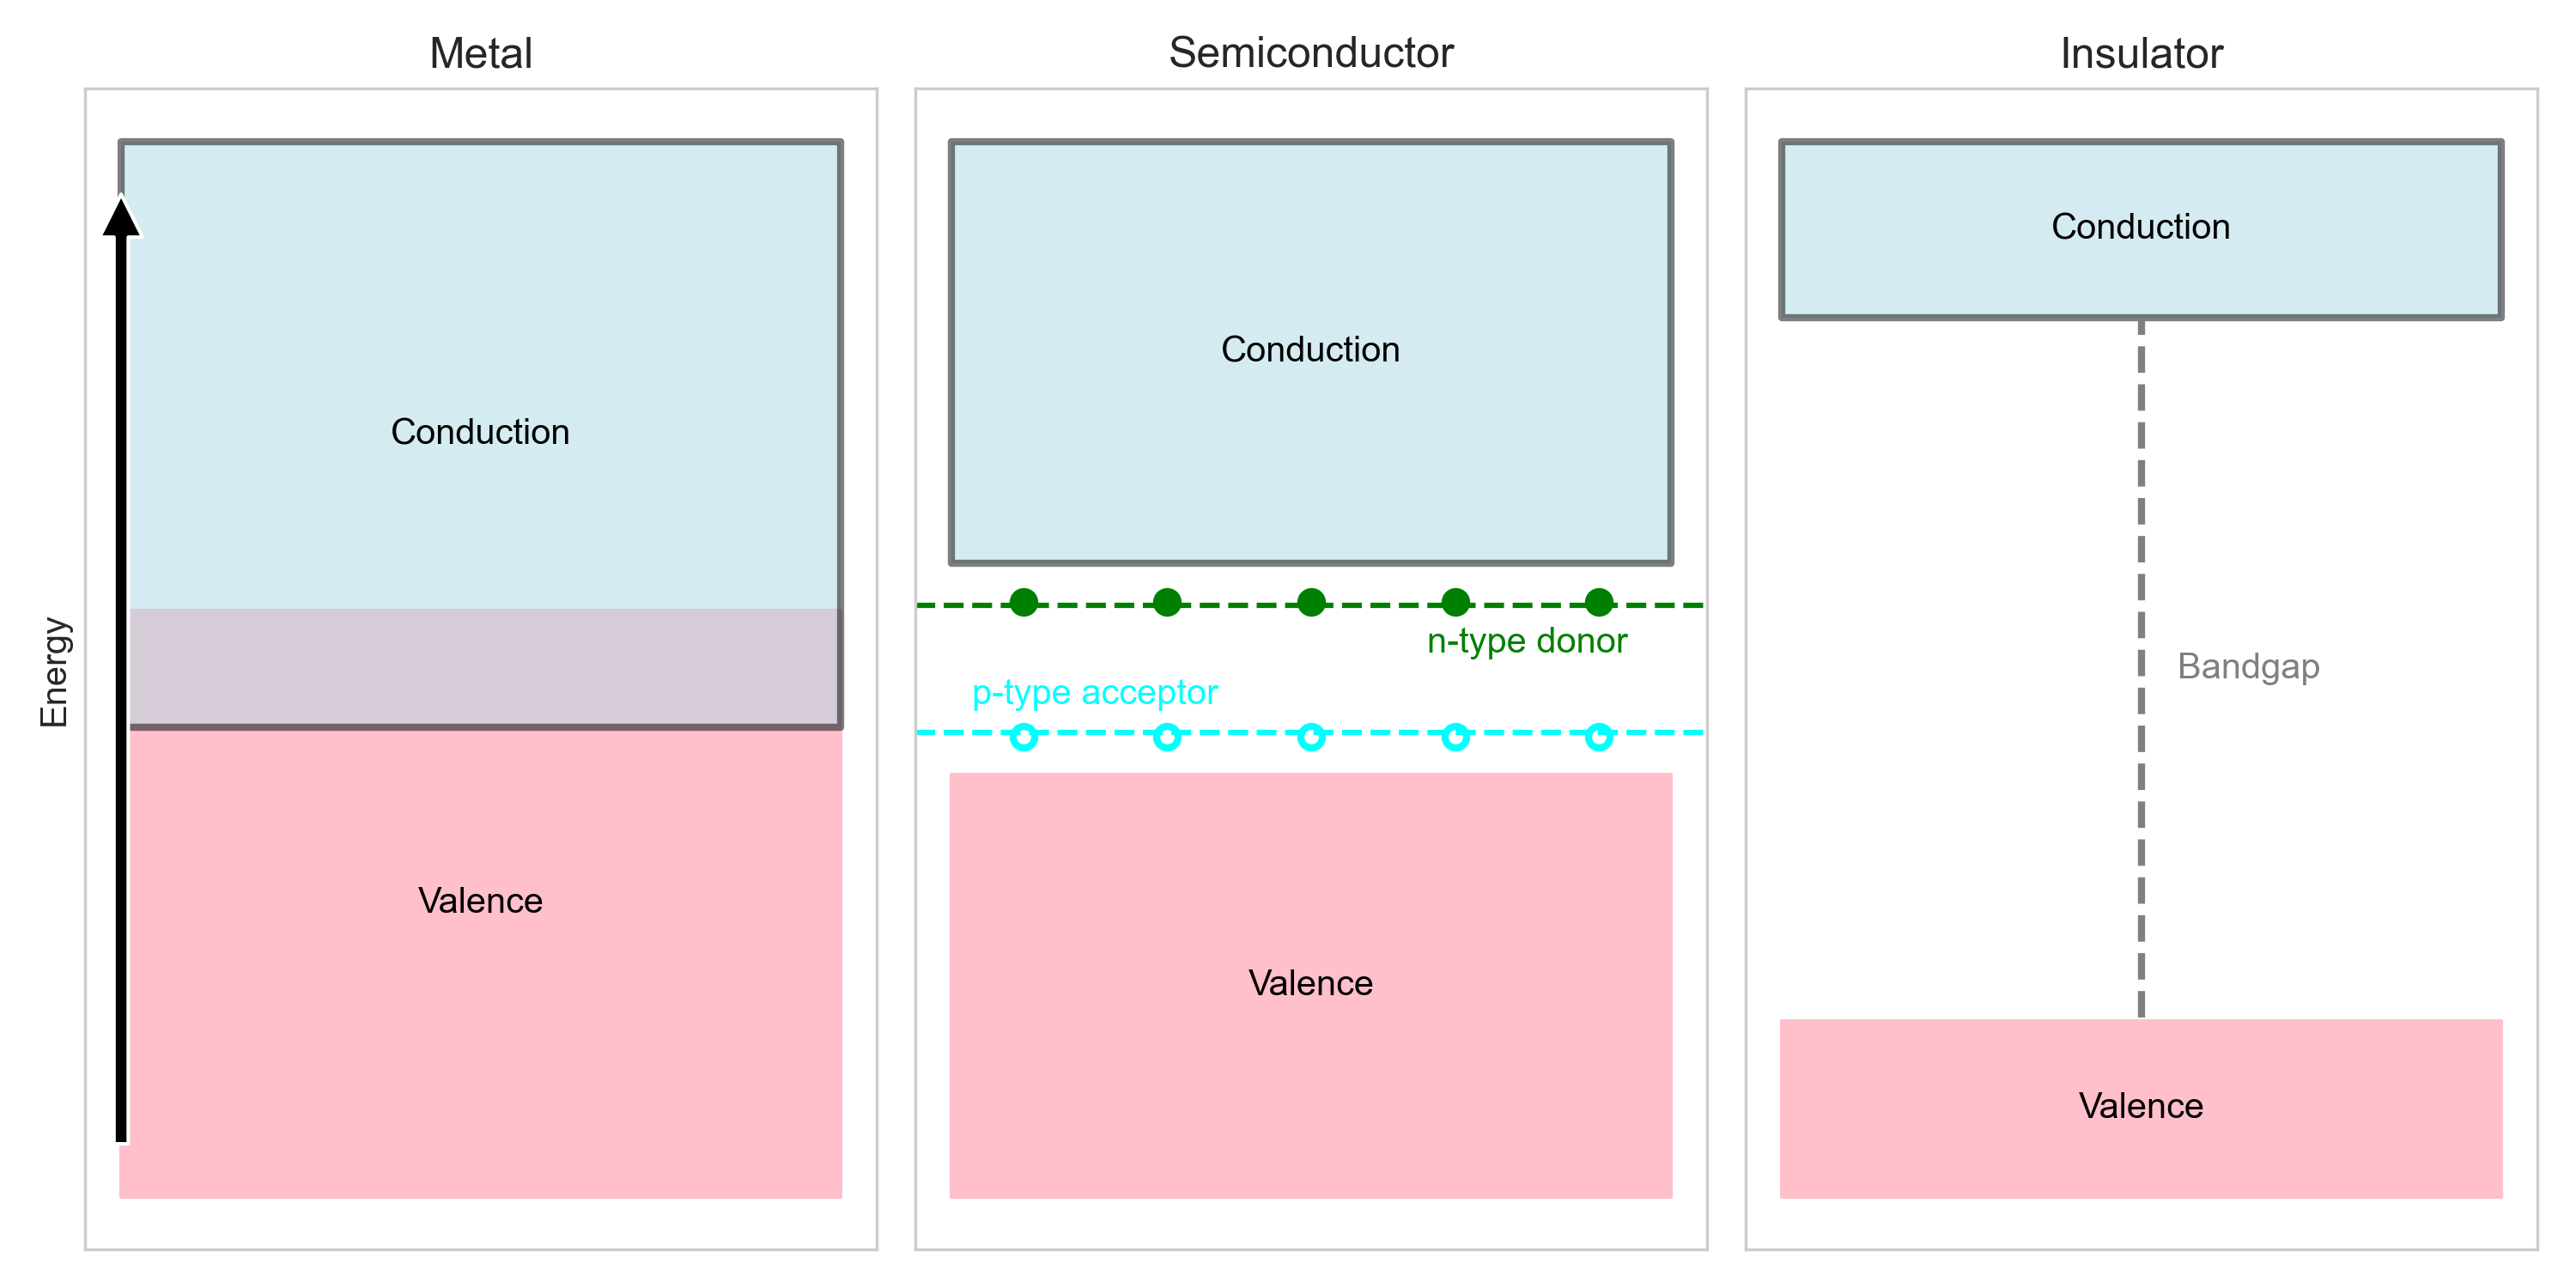 Metal
Semiconductor
Insulator
Energy
Conduction
Valence
Conduction
n-type donor
p-type acceptor
Valence
Conduction
Bandgap
Valence